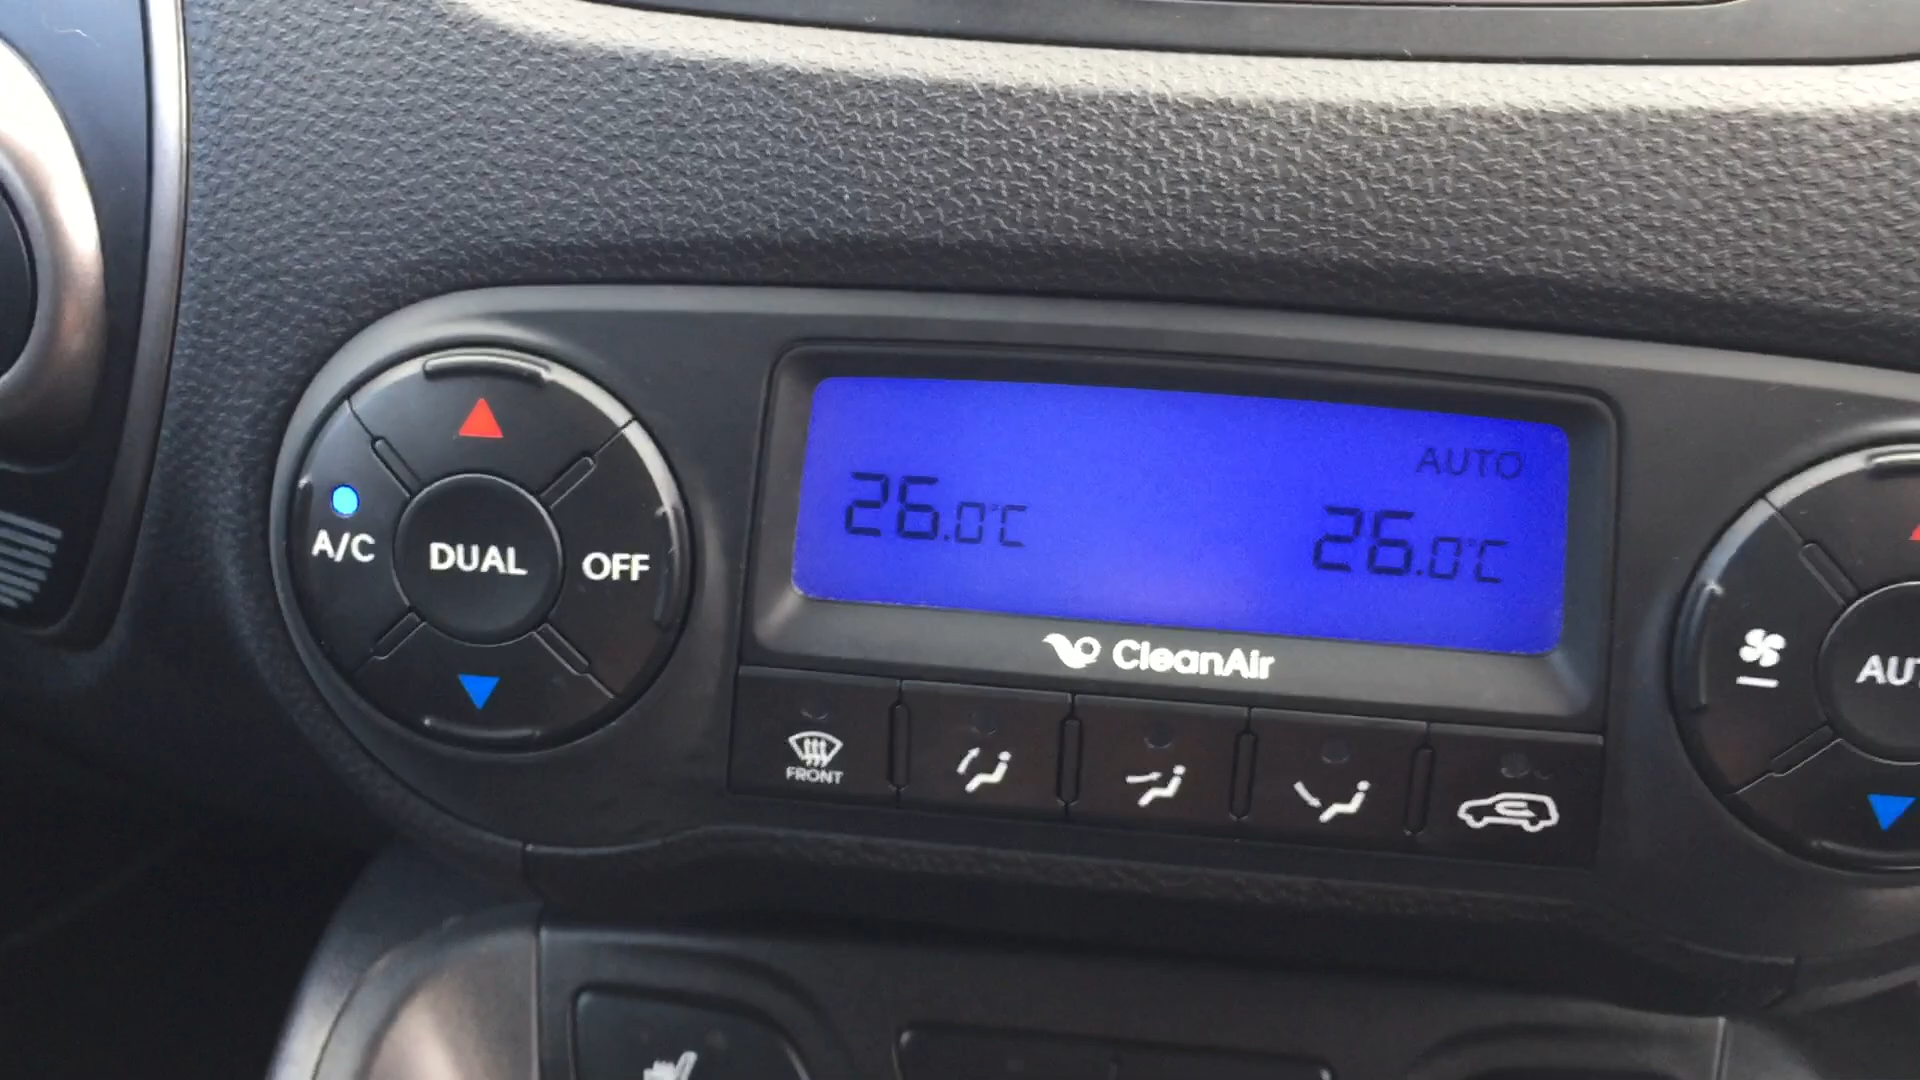 AUTO
26.0°C
26.0°C
A/C
DUAL
OFF
CleanAir
FRONT